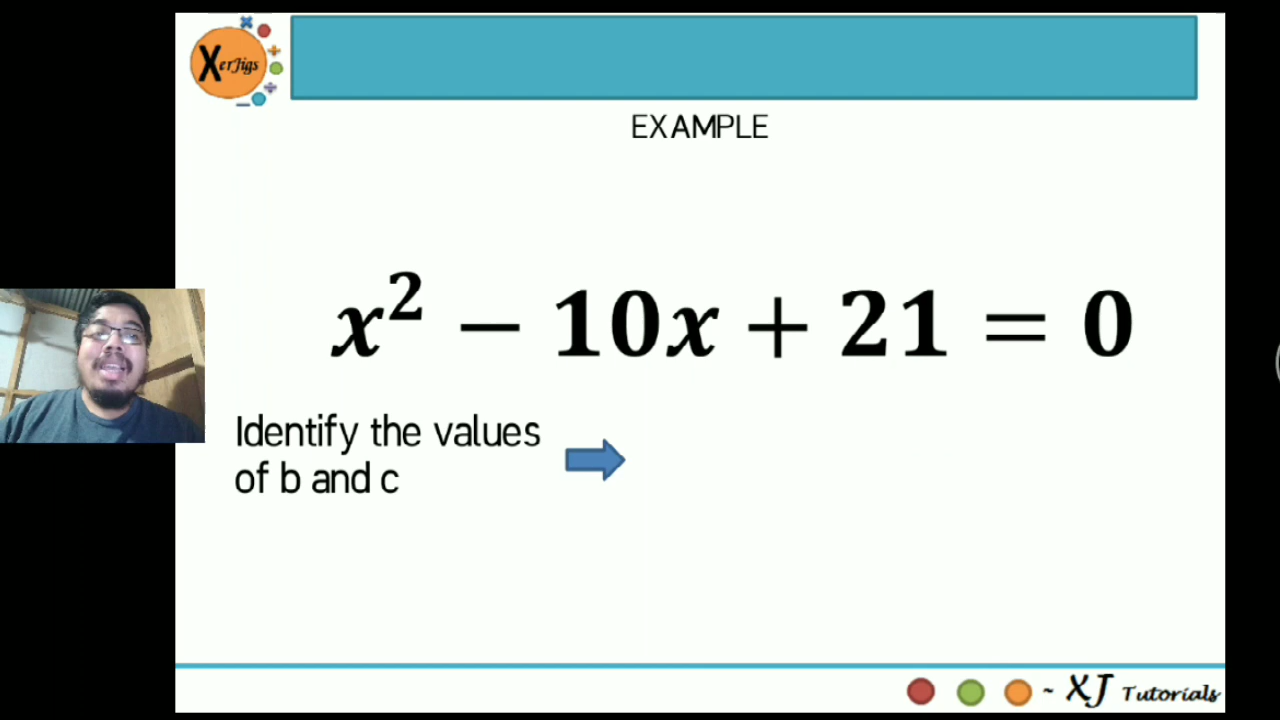 XerJigs
EXAMPLE
x² − 10x + 21 = 0
Identify the values
of b and c
~ XJ Tutorials